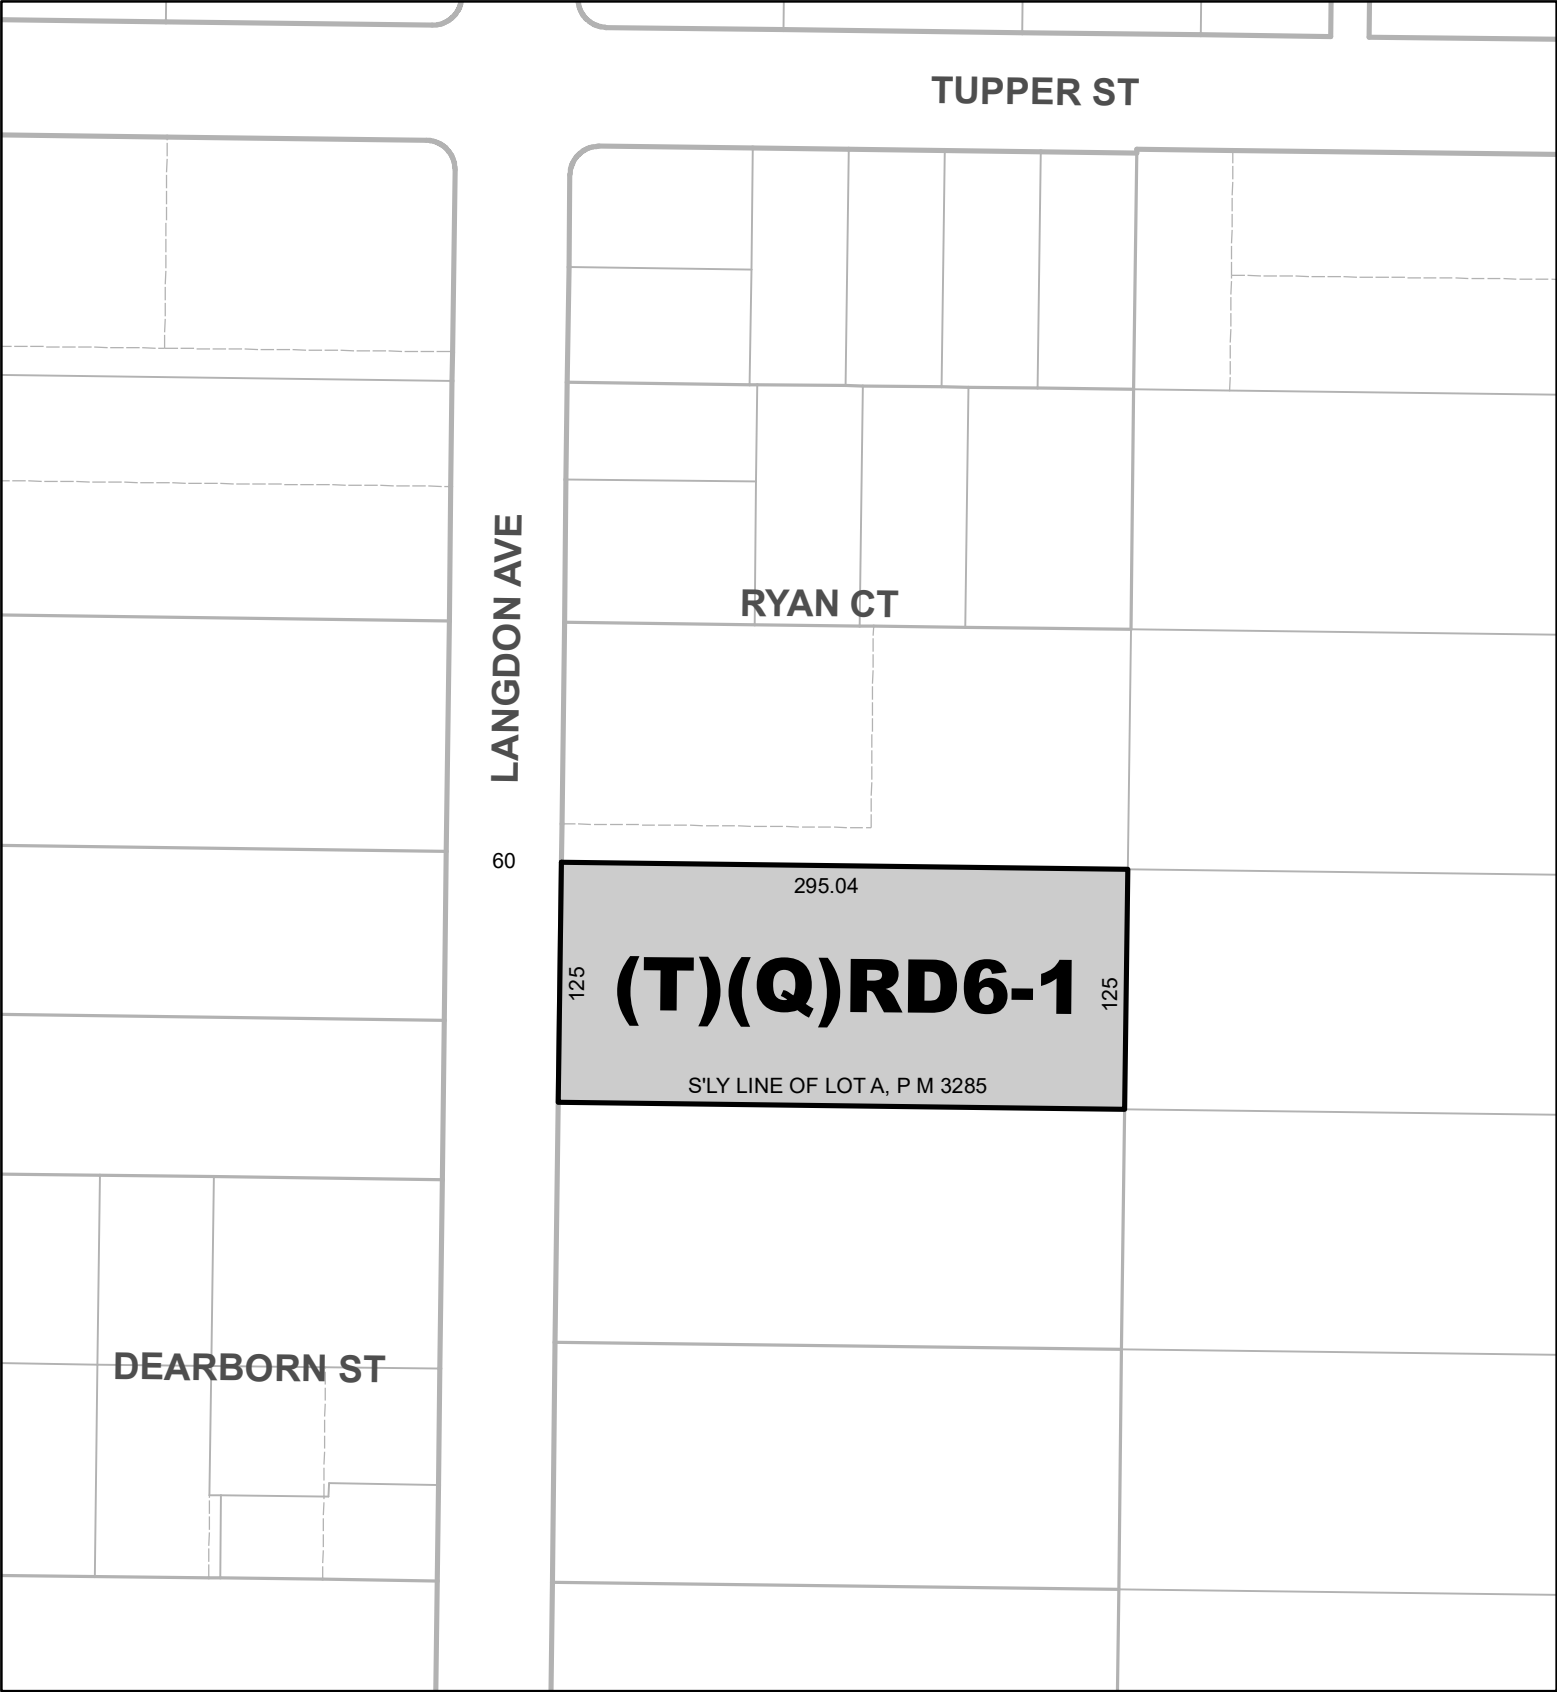 TUPPER ST
LANGDON AVE
RYAN CT
60
295.04
125
(T)(Q)RD6-1
125
S'LY LINE OF LOT A, P M 3285
DEARBORN ST